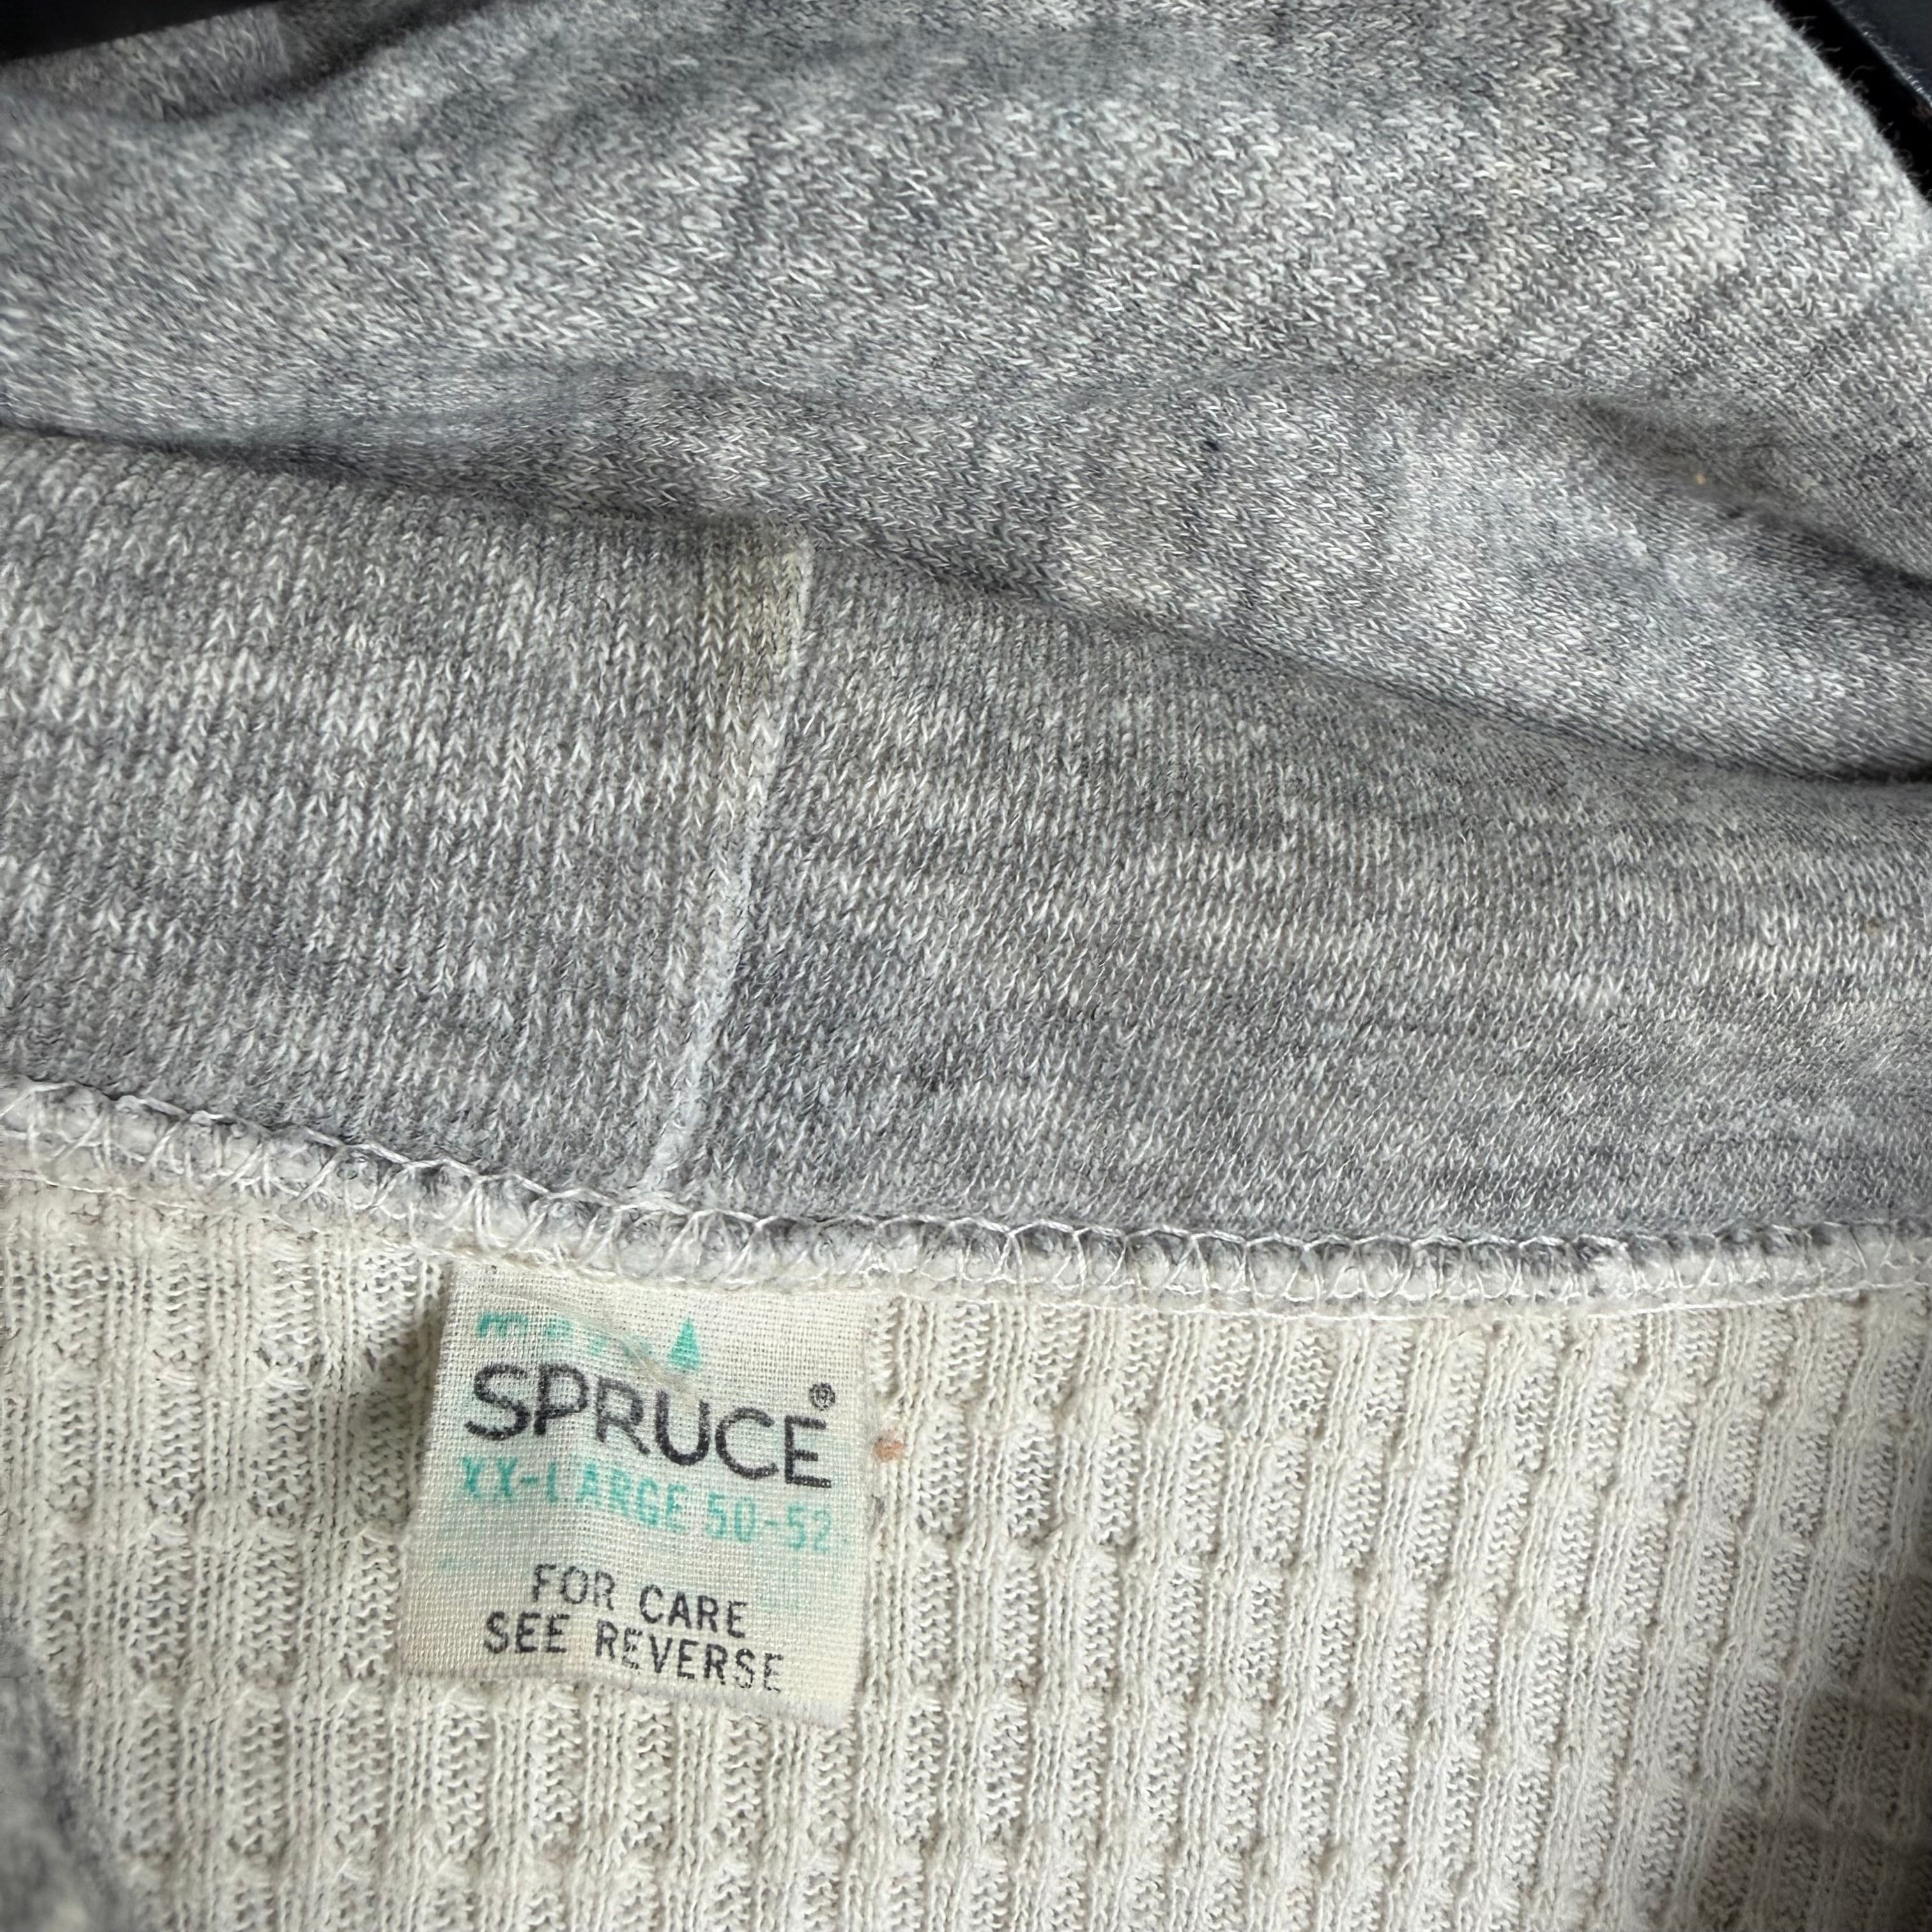 SPRUCE®
XX-LARGE 50-52
FOR CARE
SEE REVERSE